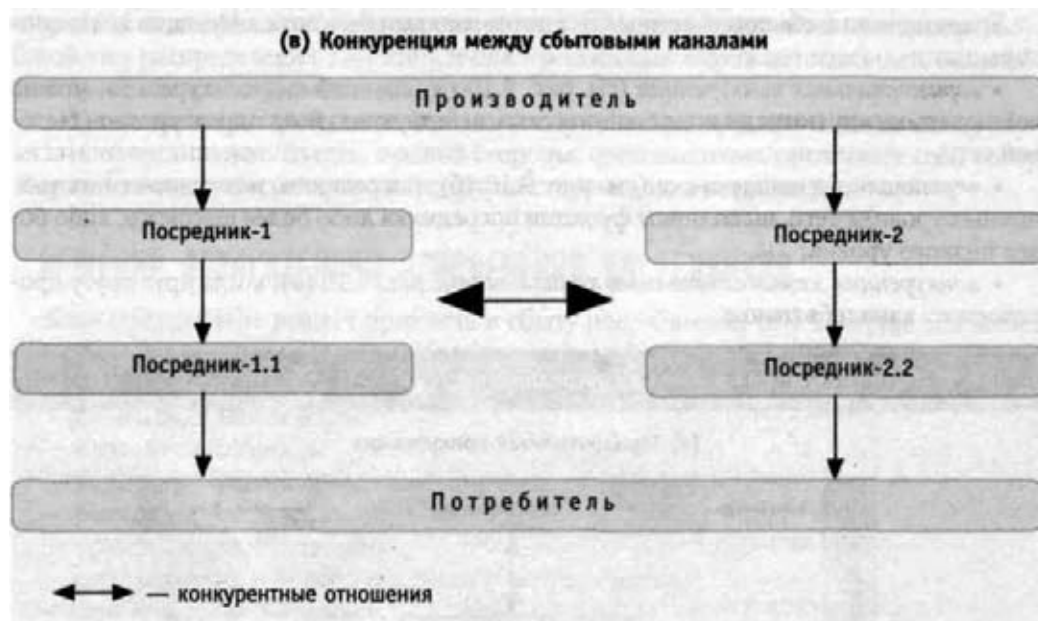 (в) Конкуренция между сбытовыми каналами
Производитель
Посредник-1
Посредник-2
Посредник-1.1
Посредник-2.2
Потребитель
— конкурентные отношения